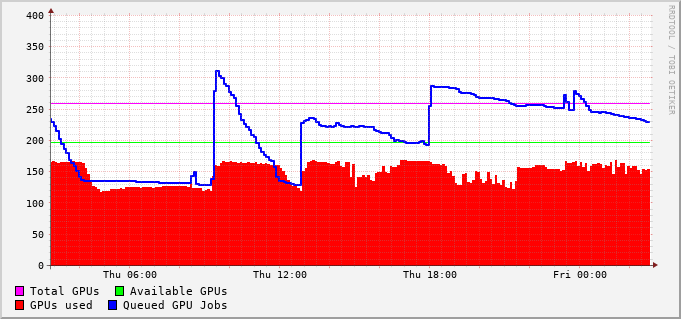 400
350
300
250
200
150
100
50
0
Thu 06:00 Thu 12:00 Thu 18:00 Fri 00:00
Total GPUs Available GPUs
GPUs used Queued GPU Jobs
RRDTOOL / TOBI OETIKER